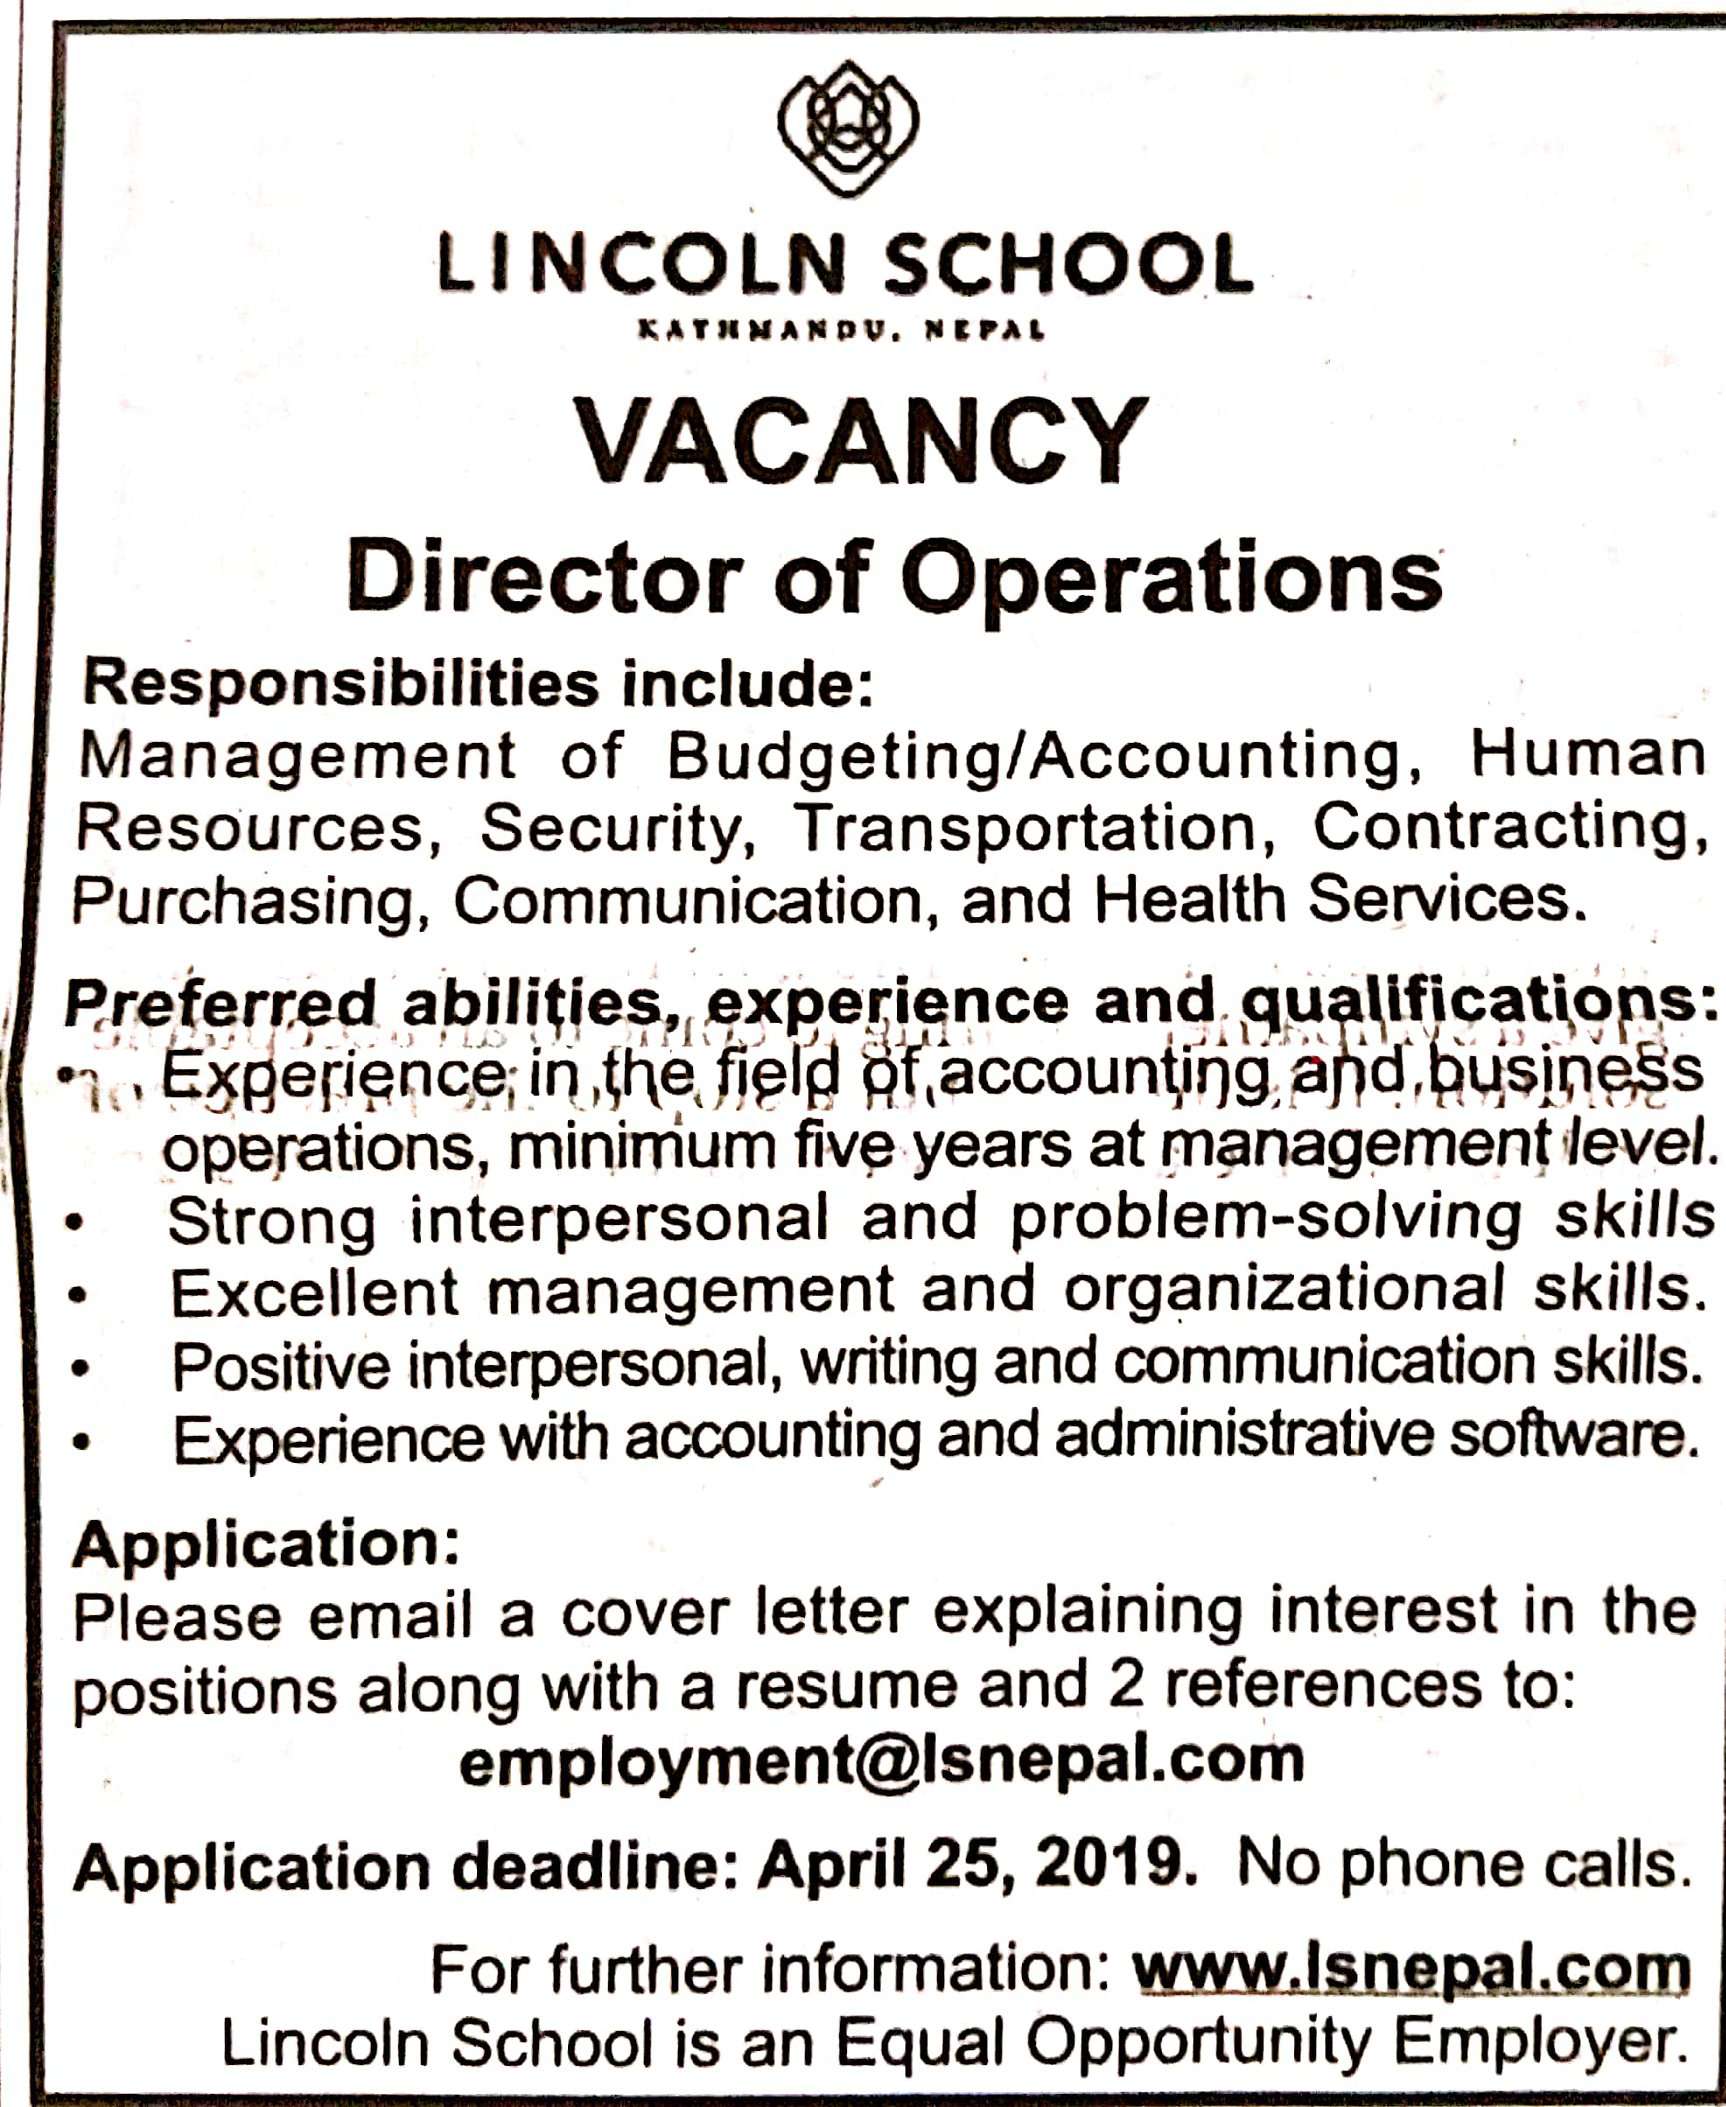 LINCOLN SCHOOL
KATHMANDU, NEPAL
VACANCY
Director of Operations
Responsibilities include:
Management of Budgeting/Accounting, Human
Resources, Security, Transportation, Contracting,
Purchasing, Communication, and Health Services.
Preferred abilities, experience and qualifications:
• Experience in the field of accounting and business
operations, minimum five years at management level.
• Strong interpersonal and problem-solving skills
• Excellent management and organizational skills.
• Positive interpersonal, writing and communication skills.
• Experience with accounting and administrative software.
Application:
Please email a cover letter explaining interest in the
positions along with a resume and 2 references to:
employment@lsnepal.com
Application deadline: April 25, 2019. No phone calls.
For further information: www.lsnepal.com
Lincoln School is an Equal Opportunity Employer.